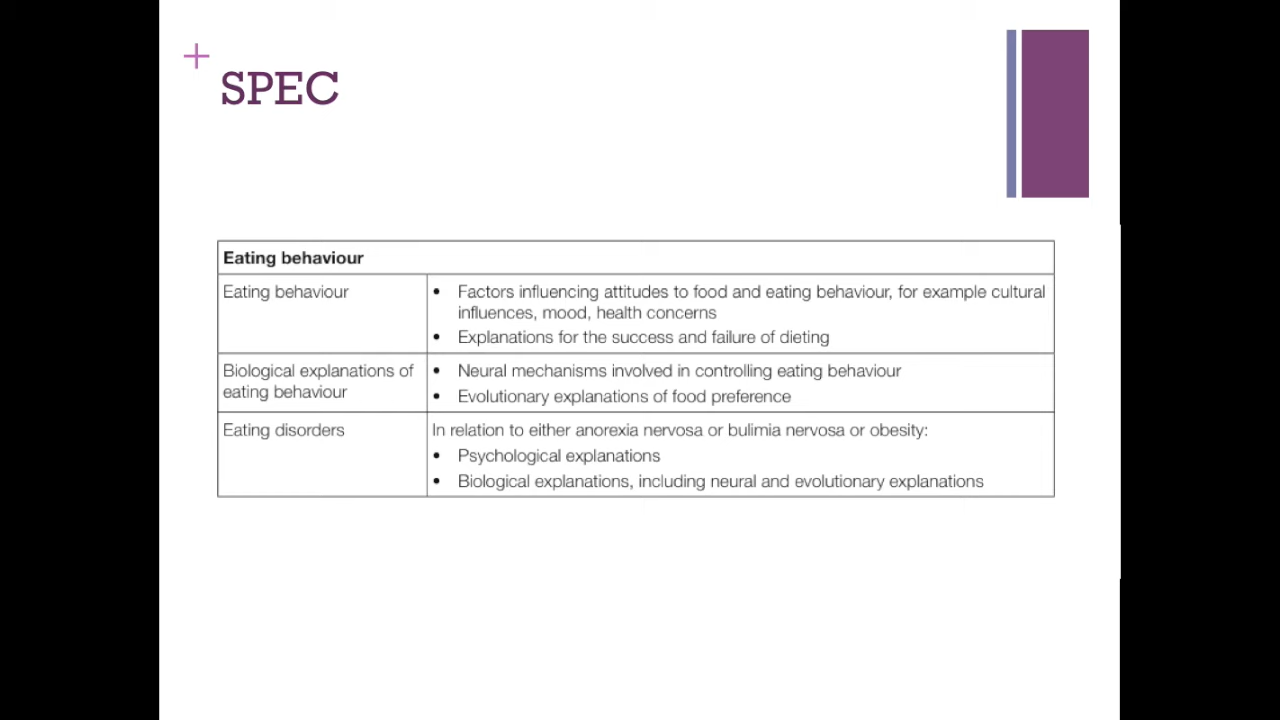 +
SPEC
Eating behaviour
Eating behaviour
• Factors influencing attitudes to food and eating behaviour, for example cultural
influences, mood, health concerns
• Explanations for the success and failure of dieting
Biological explanations of
eating behaviour
• Neural mechanisms involved in controlling eating behaviour
• Evolutionary explanations of food preference
Eating disorders
In relation to either anorexia nervosa or bulimia nervosa or obesity:
• Psychological explanations
• Biological explanations, including neural and evolutionary explanations